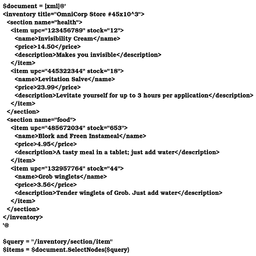 $document = [xml]@'
<inventory title="OmniCorp Store #45x10^3">
<section name="health">
<item upc="123456789" stock="12">
<name>Invisibility Cream</name>
<price>14.50</price>
<description>Makes you invisible</description>
</item>
<item upc="445322344" stock="18">
<name>Levitation Salve</name>
<price>23.99</price>
<description>Levitate yourself for up to 3 hours per application</description>
</item>
</section>
<section name="food">
<item upc="485672034" stock="653">
<name>Blork and Freen Instameal</name>
<price>4.95</price>
<description>A tasty meal in a tablet; just add water</description>
</item>
<item upc="132957764" stock="44">
<name>Grob winglets</name>
<price>3.56</price>
<description>Tender winglets of Grob. Just add water</description>
</item>
</section>
</inventory>
'@
$query = "/inventory/section/item"
$items = $document.SelectNodes($query)